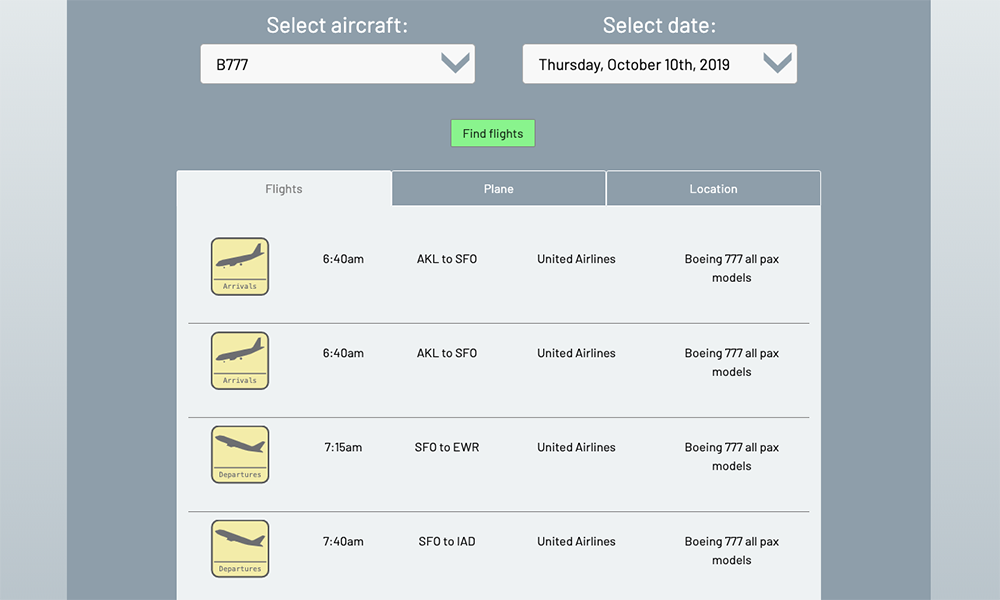 Select aircraft:
Select date:
B777
Thursday, October 10th, 2019
Find flights
Flights
Plane
Location
6:40am
AKL to SFO
United Airlines
Boeing 777 all pax
models
Arrivals
6:40am
AKL to SFO
United Airlines
Boeing 777 all pax
models
Arrivals
7:15am
SFO to EWR
United Airlines
Boeing 777 all pax
models
Departures
7:40am
SFO to IAD
United Airlines
Boeing 777 all pax
models
Departures